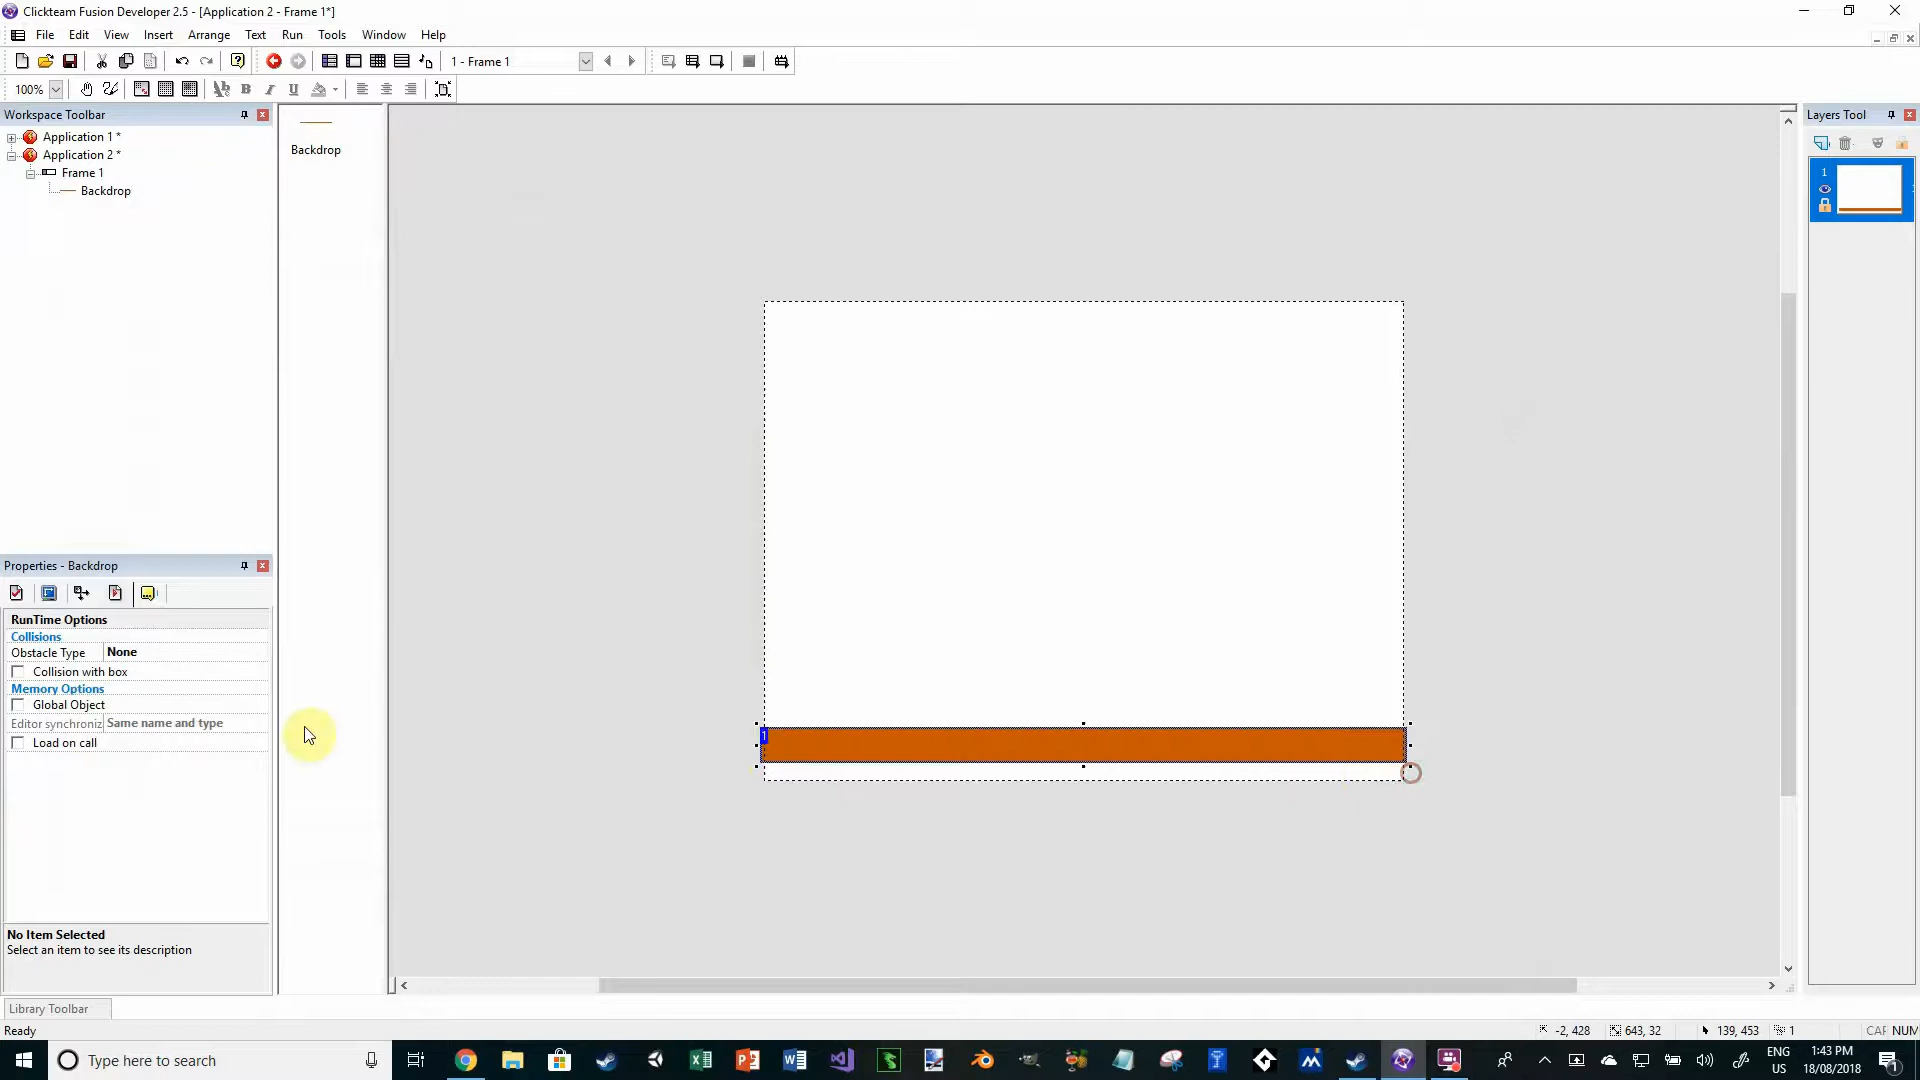 Clickteam Fusion Developer 2.5 - [Application 2 - Frame 1*]
File Edit View Insert Arrange Text Run Tools Window Help
1 - Frame 1
100%
Workspace Toolbar
Application 1 *
Application 2 *
Frame 1
Backdrop
Backdrop
Layers Tool
1
1
Properties - Backdrop
RunTime Options
Collisions
Obstacle Type None
Collision with box
Memory Options
Global Object
Editor synchroniz Same name and type
Load on call
No Item Selected
Select an item to see its description
Library Toolbar
Ready
-2, 428 643, 32 139, 453 1 CAP NUM
Type here to search
ENG
US
1:43 PM
18/08/2018
1